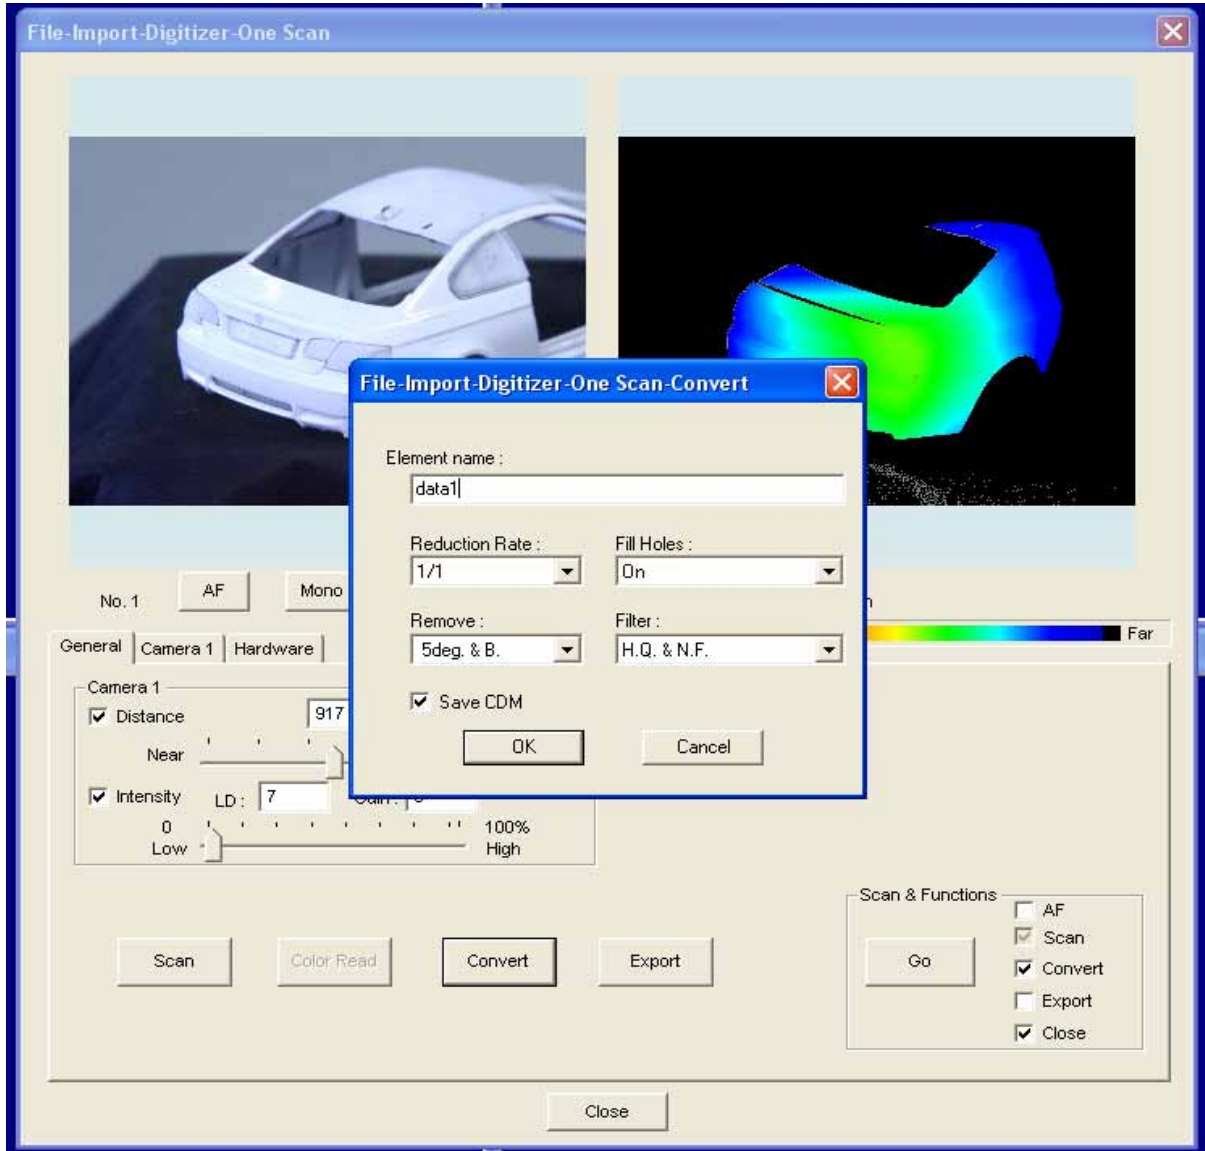 File-Import-Digitizer-One Scan
File-Import-Digitizer-One Scan-Convert
Element name :
data1
Reduction Rate : Fill Holes :
1/1 On
Remove : Filter :
5deg. & B. H.Q. & N.F.
Save CDM
OK Cancel
No. 1 AF Mono
Far
General Camera 1 Hardware
Camera 1
Distance 917
Near
Intensity LD : 7
0 100%
Low High
Scan & Functions
AF
Scan
Scan Color Read Convert Export Go Convert
Export
Close
Close